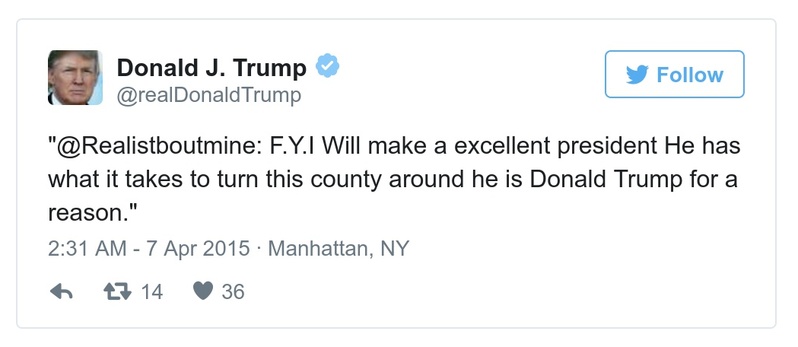 Donald J. Trump
@realDonaldTrump
Follow
"@Realistboutmine: F.Y.I Will make a excellent president He has
what it takes to turn this county around he is Donald Trump for a
reason."
2:31 AM - 7 Apr 2015 · Manhattan, NY
14 36